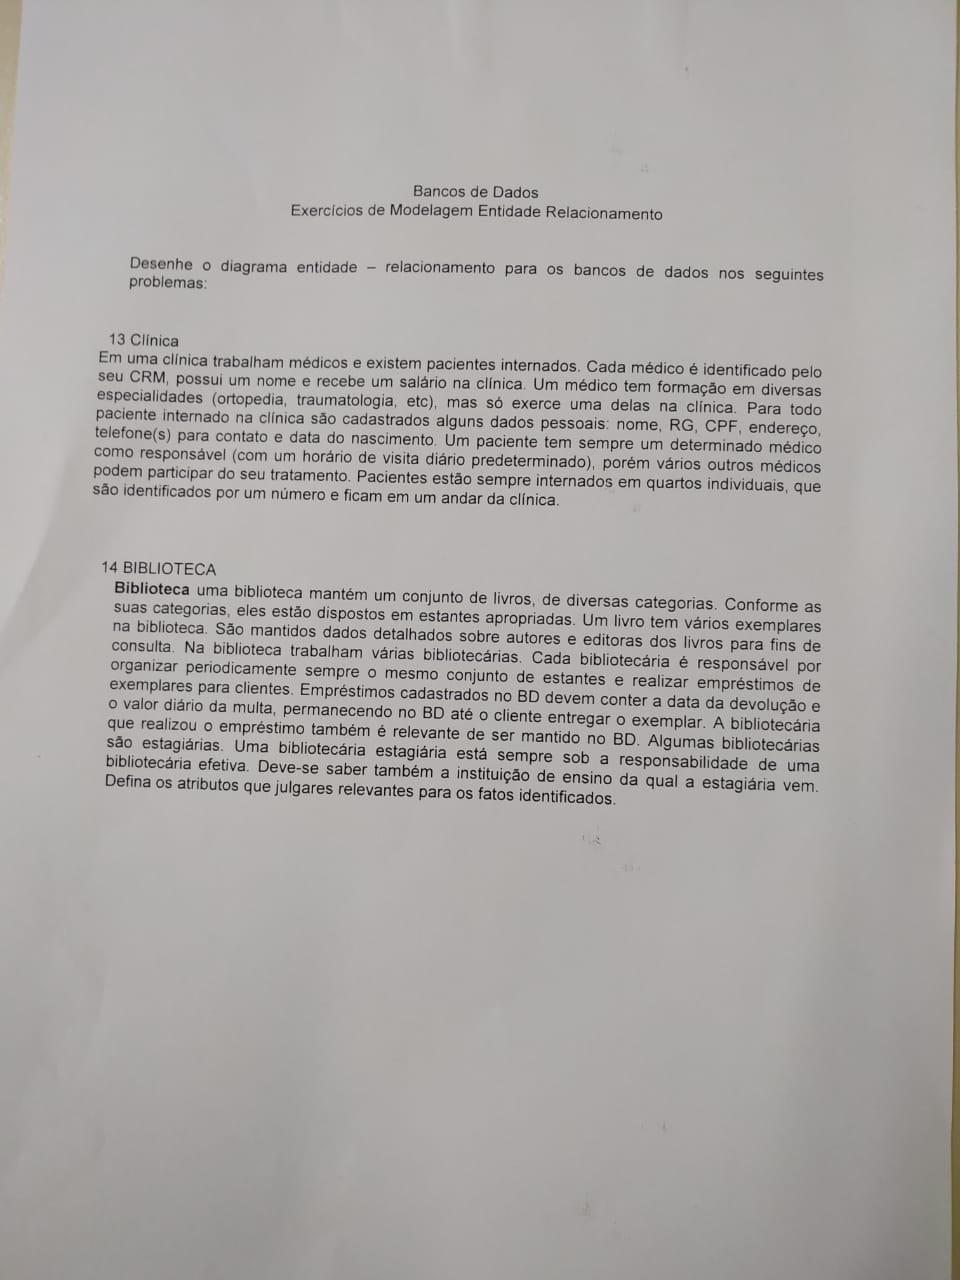 Bancos de Dados
Exercícios de Modelagem Entidade Relacionamento
Desenhe o diagrama entidade – relacionamento para os bancos de dados nos seguintes
problemas:
13 Clínica
Em uma clínica trabalham médicos e existem pacientes internados. Cada médico é identificado pelo
seu CRM, possui um nome e recebe um salário na clínica. Um médico tem formação em diversas
especialidades (ortopedia, traumatologia, etc), mas só exerce uma delas na clínica. Para todo
paciente internado na clínica são cadastrados alguns dados pessoais: nome, RG, CPF, endereço,
telefone(s) para contato e data do nascimento. Um paciente tem sempre um determinado médico
como responsável (com um horário de visita diário predeterminado), porém vários outros médicos
podem participar do seu tratamento. Pacientes estão sempre internados em quartos individuais, que
são identificados por um número e ficam em um andar da clínica.
14 BIBLIOTECA
Biblioteca uma biblioteca mantém um conjunto de livros, de diversas categorias. Conforme as
suas categorias, eles estão dispostos em estantes apropriadas. Um livro tem vários exemplares
na biblioteca. São mantidos dados detalhados sobre autores e editoras dos livros para fins de
consulta. Na biblioteca trabalham várias bibliotecárias. Cada bibliotecária é responsável por
organizar periodicamente sempre o mesmo conjunto de estantes e realizar empréstimos de
exemplares para clientes. Empréstimos cadastrados no BD devem conter a data da devolução e
o valor diário da multa, permanecendo no BD até o cliente entregar o exemplar. A bibliotecária
que realizou o empréstimo também é relevante de ser mantido no BD. Algumas bibliotecárias
são estagiárias. Uma bibliotecária estagiária está sempre sob a responsabilidade de uma
bibliotecária efetiva. Deve-se saber também a instituição de ensino da qual a estagiária vem.
Defina os atributos que julgares relevantes para os fatos identificados.